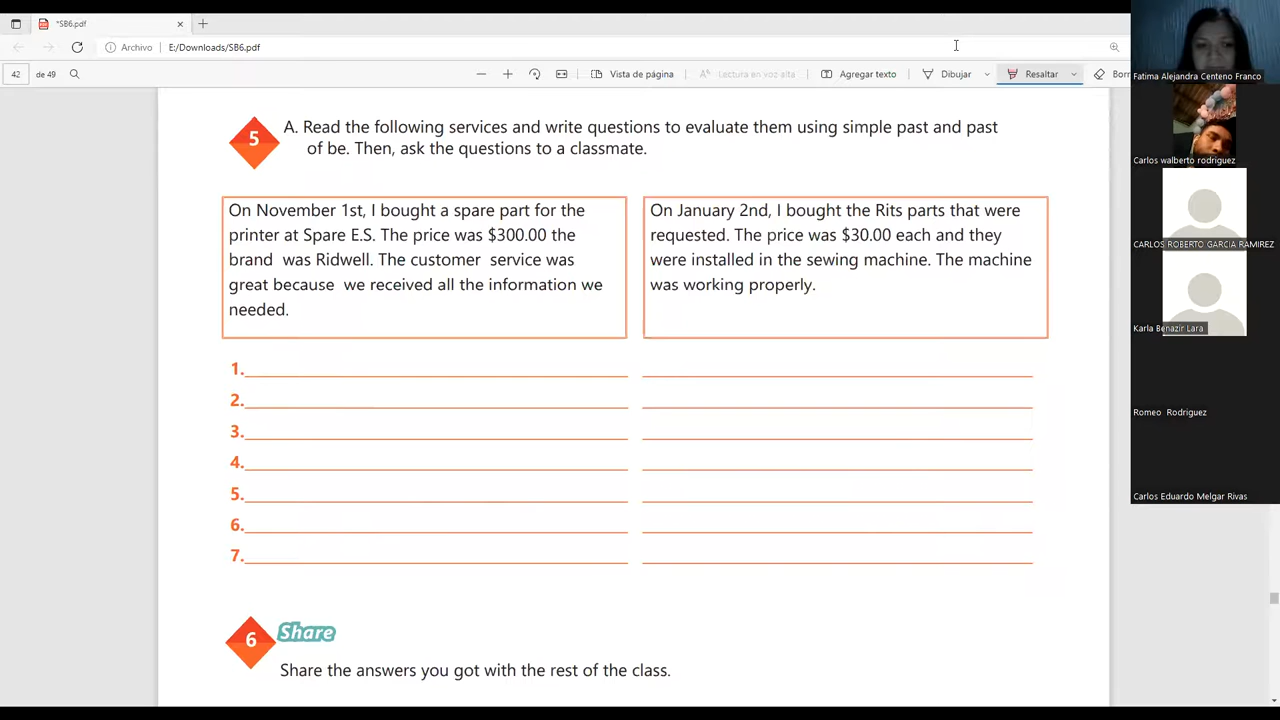 *SB6.pdf
Archivo E:/Downloads/SB6.pdf
42 de 49 Vista de página Lectura en voz alta Agregar texto Dibujar Resaltar Borr
5
A. Read the following services and write questions to evaluate them using simple past and past
of be. Then, ask the questions to a classmate.
On November 1st, I bought a spare part for the
printer at Spare E.S. The price was $300.00 the
brand was Ridwell. The customer service was
great because we received all the information we
needed.
On January 2nd, I bought the Rits parts that were
requested. The price was $30.00 each and they
were installed in the sewing machine. The machine
was working properly.
1.
2.
3.
4.
5.
6.
7.
6 Share
Share the answers you got with the rest of the class.
Fatima Alejandra Centeno Franco
Carlos walberto rodriguez
CARLOS ROBERTO GARCIA RAMIREZ
Karla Benazir Lara
Romeo Rodriguez
Carlos Eduardo Melgar Rivas